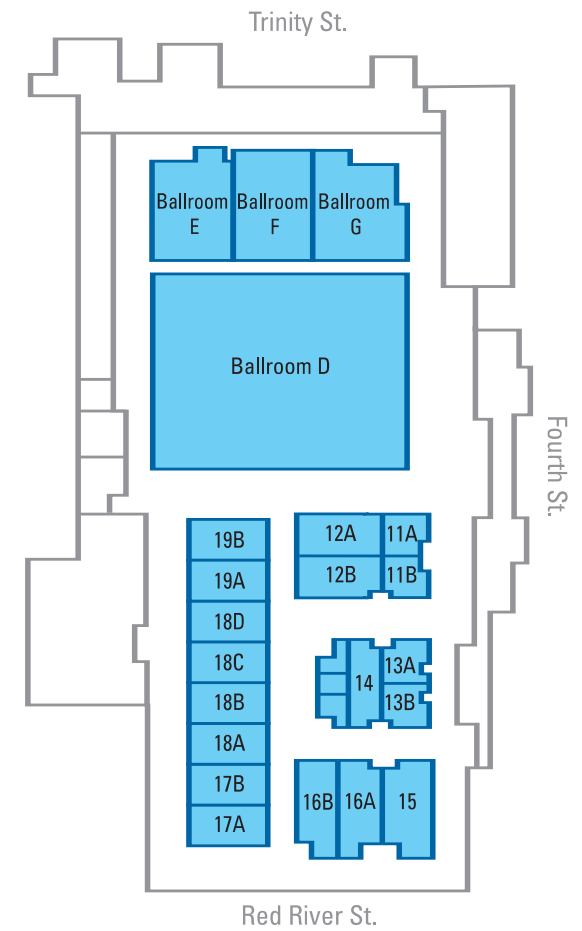 Trinity St.
Ballroom
E
Ballroom
F
Ballroom
G
Ballroom D
Fourth St.
19B
19A
18D
18C
18B
18A
17B
17A
12A
11A
12B
11B
14
13A
13B
16B
16A
15
Red River St.